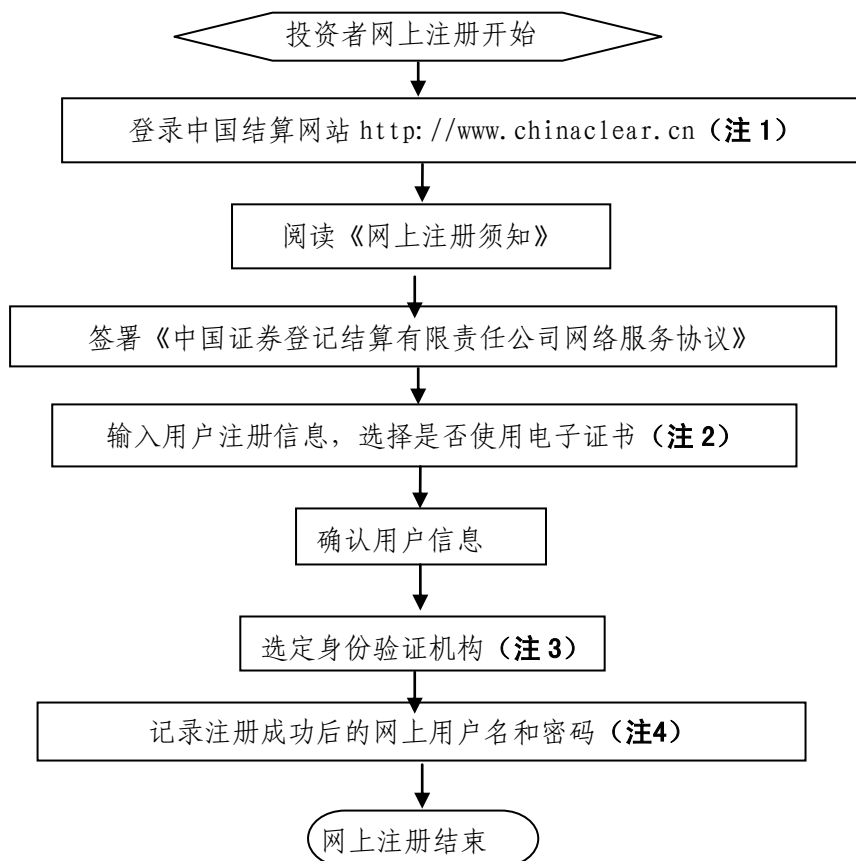 投资者网上注册开始
登录中国结算网站 http://www.chinaclear.cn（注 1）
阅读《网上注册须知》
签署《中国证券登记结算有限责任公司网络服务协议》
输入用户注册信息，选择是否使用电子证书（注 2）
确认用户信息
选定身份验证机构（注 3）
记录注册成功后的网上用户名和密码（注4）
网上注册结束